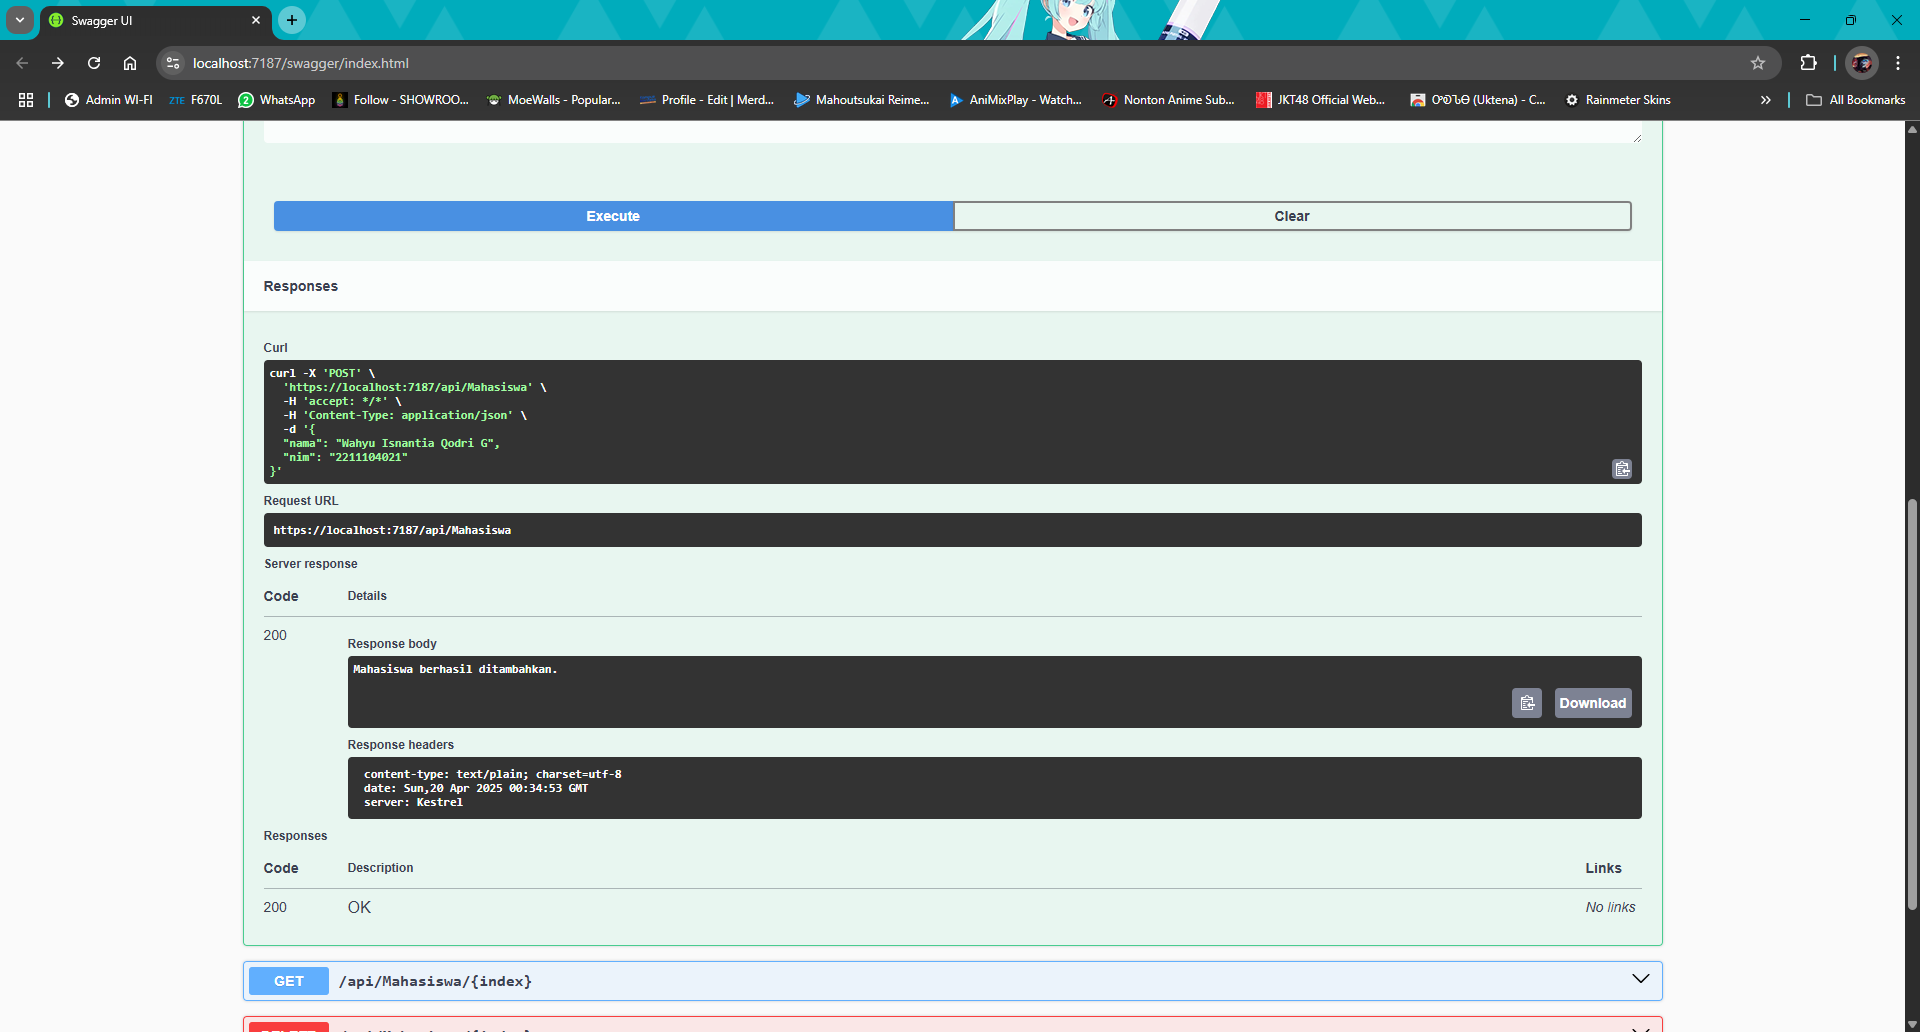 Swagger UI
localhost:7187/swagger/index.html
Admin WI-FI
ZTE F670L
WhatsApp
Follow - SHOWROO...
MoeWalls - Popular...
Profile - Edit | Merd...
Mahoutsukai Reime...
AniMixPlay - Watch...
Nonton Anime Sub...
JKT48 Official Web...
(Uktena) - C...
Rainmeter Skins
All Bookmarks
Execute
Clear
Responses
Curl
curl -X 'POST' \
'https://localhost:7187/api/Mahasiswa' \
-H 'accept: */*' \
-H 'Content-Type: application/json' \
-d '{
"nama": "Wahyu Isnantia Qodri G",
"nim": "2211104021"
}'
Request URL
https://localhost:7187/api/Mahasiswa
Server response
Code Details
200
Response body
Mahasiswa berhasil ditambahkan.
Download
Response headers
content-type: text/plain; charset=utf-8
date: Sun,20 Apr 2025 00:34:53 GMT
server: Kestrel
Responses
Code Description Links
200 OK No links
GET /api/Mahasiswa/{index}